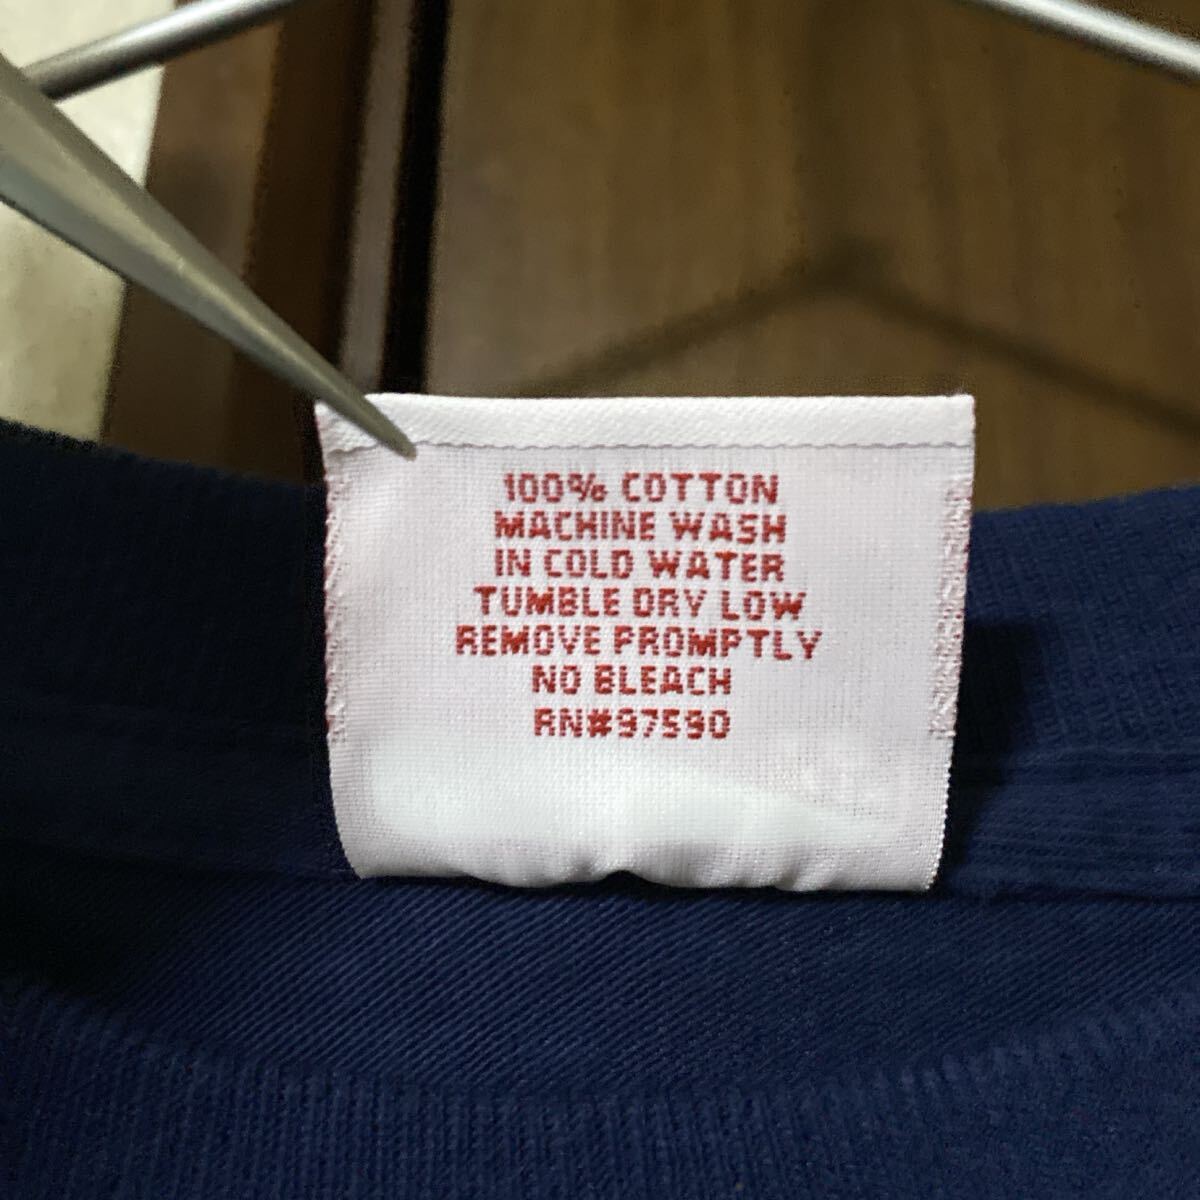 100% COTTON
MACHINE WASH
IN COLD WATER
TUMBLE DRY LOW
REMOVE PROMPTLY
NO BLEACH
RN#97590